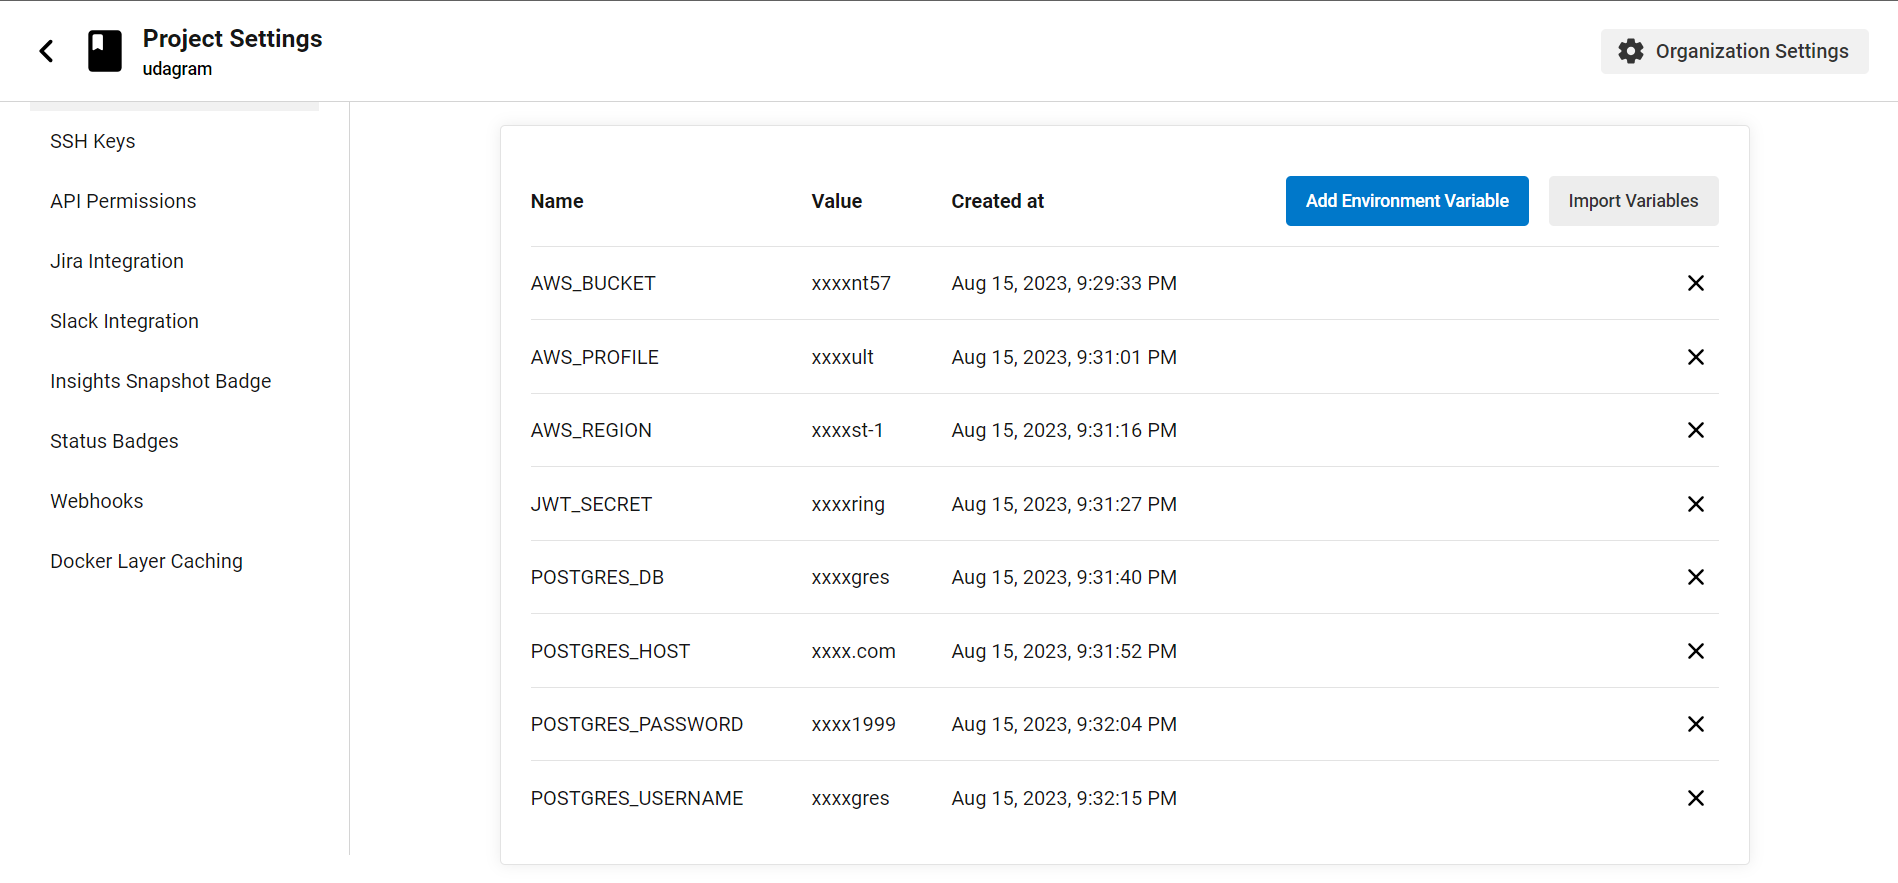 Project Settings
udagram
Organization Settings
SSH Keys
API Permissions
Jira Integration
Slack Integration
Insights Snapshot Badge
Status Badges
Webhooks
Docker Layer Caching
Name Value Created at Add Environment Variable Import Variables
AWS_BUCKET xxxxnt57 Aug 15, 2023, 9:29:33 PM
AWS_PROFILE xxxxult Aug 15, 2023, 9:31:01 PM
AWS_REGION xxxxst-1 Aug 15, 2023, 9:31:16 PM
JWT_SECRET xxxxring Aug 15, 2023, 9:31:27 PM
POSTGRES_DB xxxxgres Aug 15, 2023, 9:31:40 PM
POSTGRES_HOST xxxx.com Aug 15, 2023, 9:31:52 PM
POSTGRES_PASSWORD xxxx1999 Aug 15, 2023, 9:32:04 PM
POSTGRES_USERNAME xxxxgres Aug 15, 2023, 9:32:15 PM